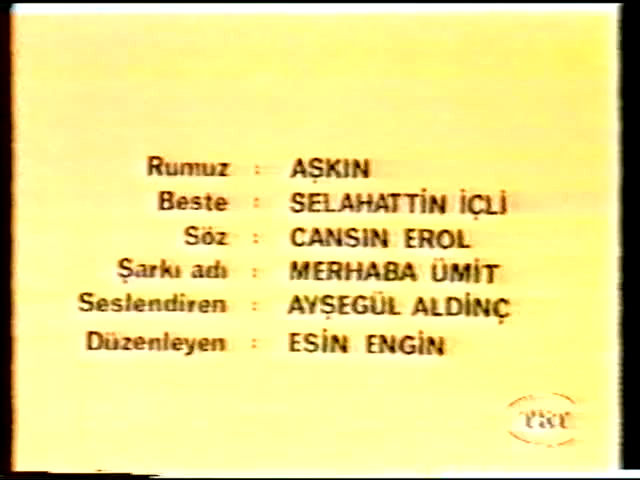 Rumuz : AŞKIN
Beste : SELAHATTİN İÇLİ
Söz : CANSIN EROL
Şarkı adı : MERHABA ÜMİT
Seslendiren : AYŞEGÜL ALDİNÇ
Düzenleyen : ESİN ENGİN
TRT